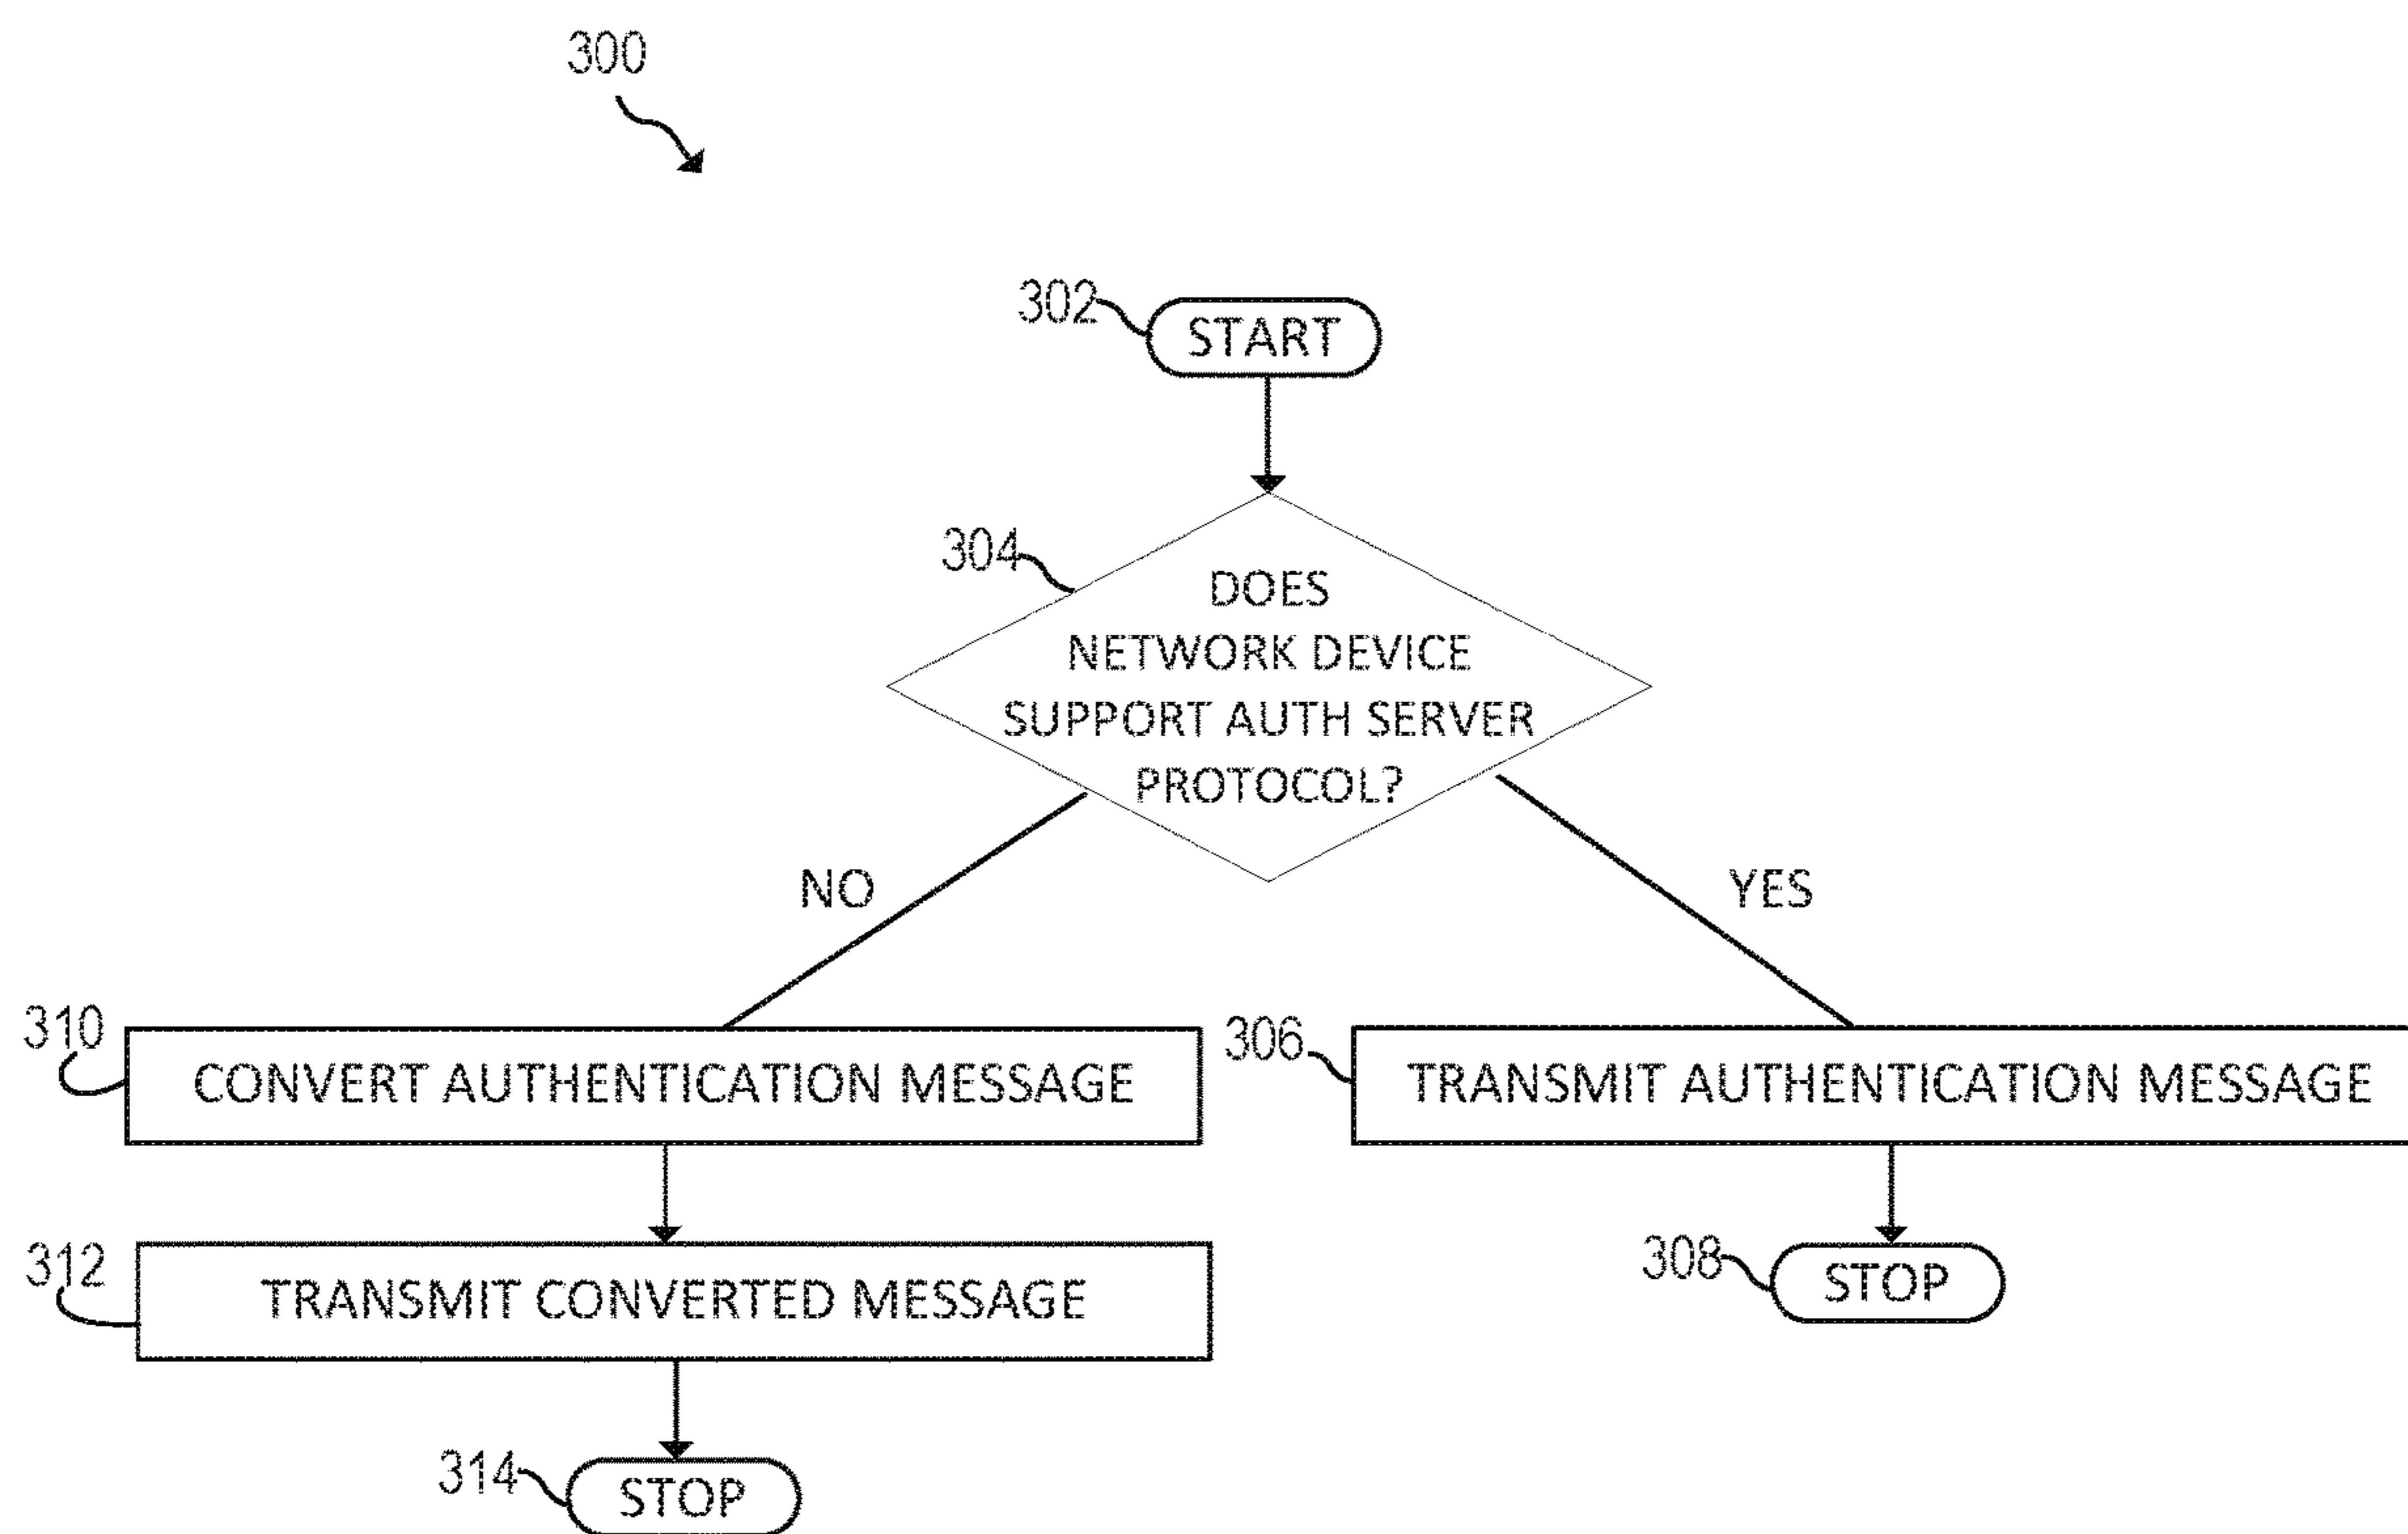 300
302
START
304
DOES
NETWORK DEVICE
SUPPORT AUTH SERVER
PROTOCOL?
NO
YES
310
CONVERT AUTHENTICATION MESSAGE
306
TRANSMIT AUTHENTICATION MESSAGE
312
TRANSMIT CONVERTED MESSAGE
308
STOP
314
STOP